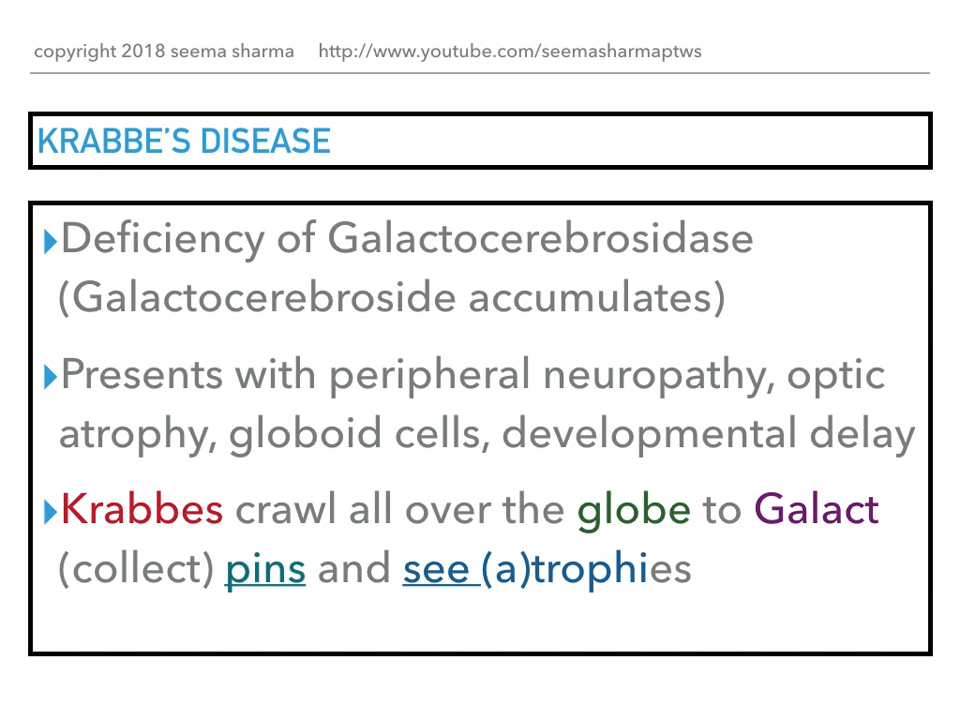 copyright 2018 seema sharma http://www.youtube.com/seemasharmaptws
KRABBE'S DISEASE
Deficiency of Galactocerebrosidase
(Galactocerebroside accumulates)
Presents with peripheral neuropathy, optic
atrophy, globoid cells, developmental delay
Krabbes crawl all over the globe to Galact
(collect) pins and see (a)trophies